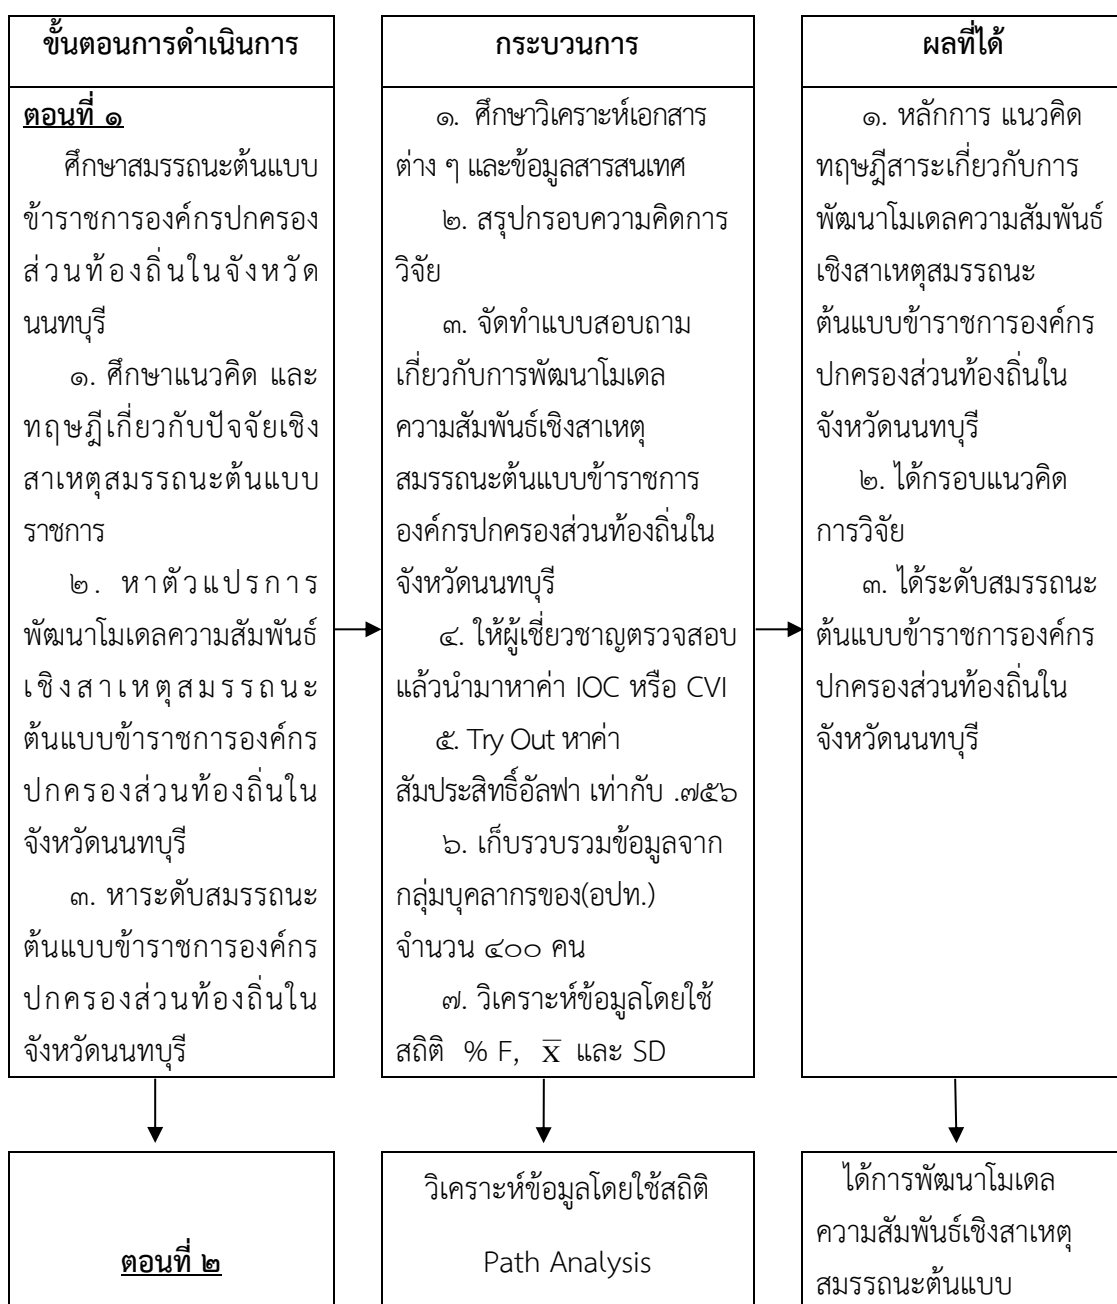 ขั้นตอนการดำเนินการ
ตอนที่ ๑
ศึกษาสมรรถนะต้นแบบ
ข้าราชการองค์กรปกครอง
ส่วนท้องถิ่นในจังหวัด
นนทบุรี
๑. ศึกษาแนวคิด และ
ทฤษฎีเกี่ยวกับปัจจัยเชิง
สาเหตุสมรรถนะต้นแบบ
ราชการ
๒. หาตัวแปรการ
พัฒนาโมเดลความสัมพันธ์
เชิงสาเหตุสมรรถนะ
ต้นแบบข้าราชการองค์กร
ปกครองส่วนท้องถิ่นใน
จังหวัดนนทบุรี
๓. หาระดับสมรรถนะ
ต้นแบบข้าราชการองค์กร
ปกครองส่วนท้องถิ่นใน
จังหวัดนนทบุรี
กระบวนการ
๑. ศึกษาวิเคราะห์เอกสาร
ต่าง ๆ และข้อมูลสารสนเทศ
๒. สรุปกรอบความคิดการ
วิจัย
๓. จัดทำแบบสอบถาม
เกี่ยวกับการพัฒนาโมเดล
ความสัมพันธ์เชิงสาเหตุ
สมรรถนะต้นแบบข้าราชการ
องค์กรปกครองส่วนท้องถิ่นใน
จังหวัดนนทบุรี
๔. ให้ผู้เชี่ยวชาญตรวจสอบ
แล้วนำมาหาค่า IOC หรือ CVI
๕. Try Out หาค่า
สัมประสิทธิ์อัลฟา เท่ากับ .๗๕๖
๖. เก็บรวบรวมข้อมูลจาก
กลุ่มบุคลากรของ(อปท.)
จำนวน ๔๐๐ คน
๗. วิเคราะห์ข้อมูลโดยใช้
สถิติ % F, x̄ และ SD
ผลที่ได้
๑. หลักการ แนวคิด
ทฤษฎีสาระเกี่ยวกับการ
พัฒนาโมเดลความสัมพันธ์
เชิงสาเหตุสมรรถนะ
ต้นแบบข้าราชการองค์กร
ปกครองส่วนท้องถิ่นใน
จังหวัดนนทบุรี
๒. ได้กรอบแนวคิด
การวิจัย
๓. ได้ระดับสมรรถนะ
ต้นแบบข้าราชการองค์กร
ปกครองส่วนท้องถิ่นใน
จังหวัดนนทบุรี
ตอนที่ ๒
วิเคราะห์ข้อมูลโดยใช้สถิติ
Path Analysis
ได้การพัฒนาโมเดล
ความสัมพันธ์เชิงสาเหตุ
สมรรถนะต้นแบบ